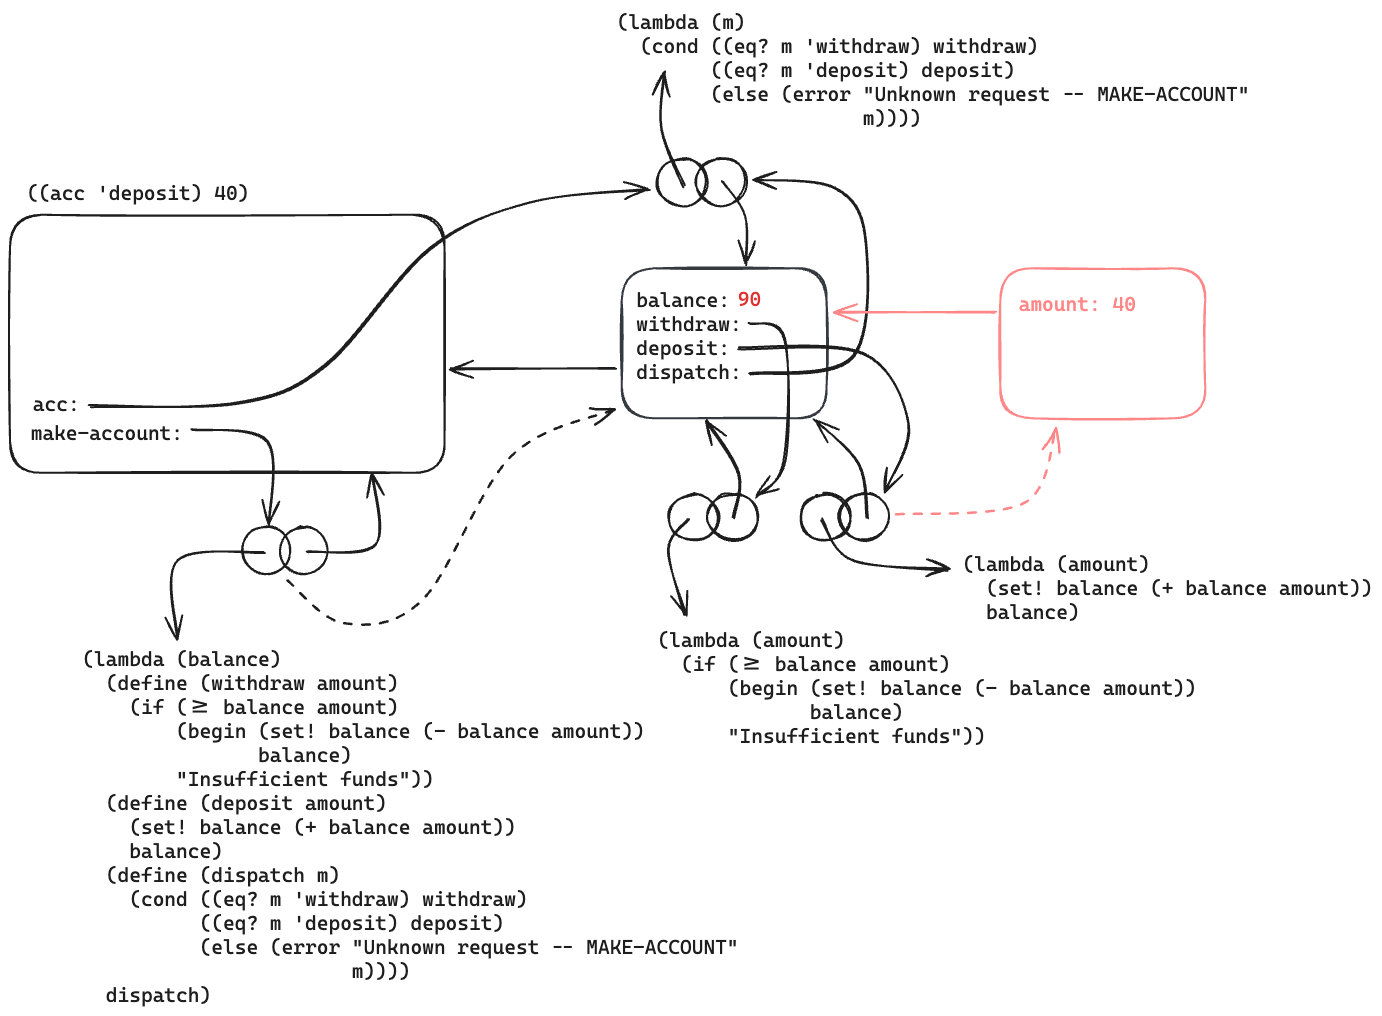 (lambda (m)
(cond ((eq? m 'withdraw) withdraw)
((eq? m 'deposit) deposit)
(else (error "Unknown request -- MAKE-ACCOUNT"
m))))
((acc 'deposit) 40)
acc:
make-account:
balance: 90
withdraw:
deposit:
dispatch:
amount: 40
(lambda (amount)
(set! balance (+ balance amount))
balance)
(lambda (amount)
(if (≥ balance amount)
(begin (set! balance (- balance amount))
balance)
"Insufficient funds"))
(lambda (balance)
(define (withdraw amount)
(if (≥ balance amount)
(begin (set! balance (- balance amount))
balance)
"Insufficient funds"))
(define (deposit amount)
(set! balance (+ balance amount))
balance)
(define (dispatch m)
(cond ((eq? m 'withdraw) withdraw)
((eq? m 'deposit) deposit)
(else (error "Unknown request -- MAKE-ACCOUNT"
m))))
dispatch)